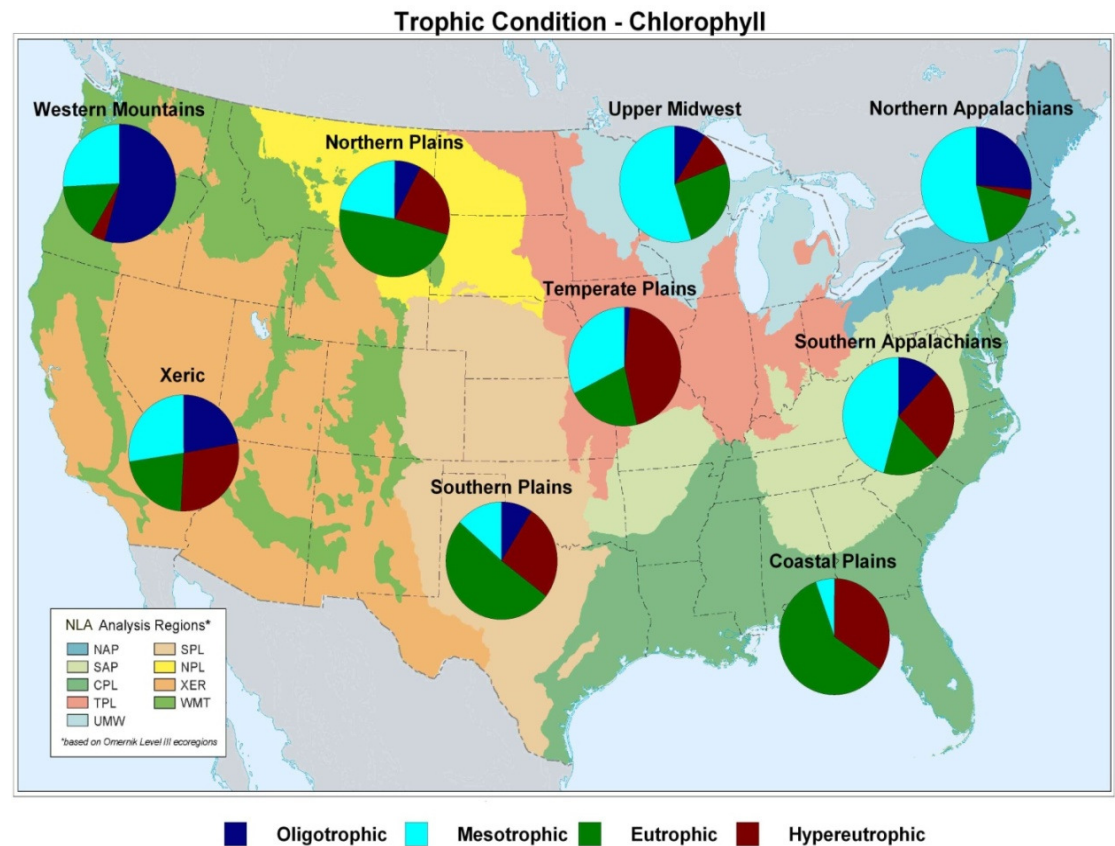 Trophic Condition - Chlorophyll
Western Mountains
Northern Plains
Upper Midwest
Northern Appalachians
Temperate Plains
Southern Appalachians
Xeric
Southern Plains
Coastal Plains
NLA Analysis Regions*
NAP SPL
SAP NPL
CPL XER
TPL WMT
UMW
*based on Omernik Level III ecoregions
Oligotrophic Mesotrophic Eutrophic Hypereutrophic